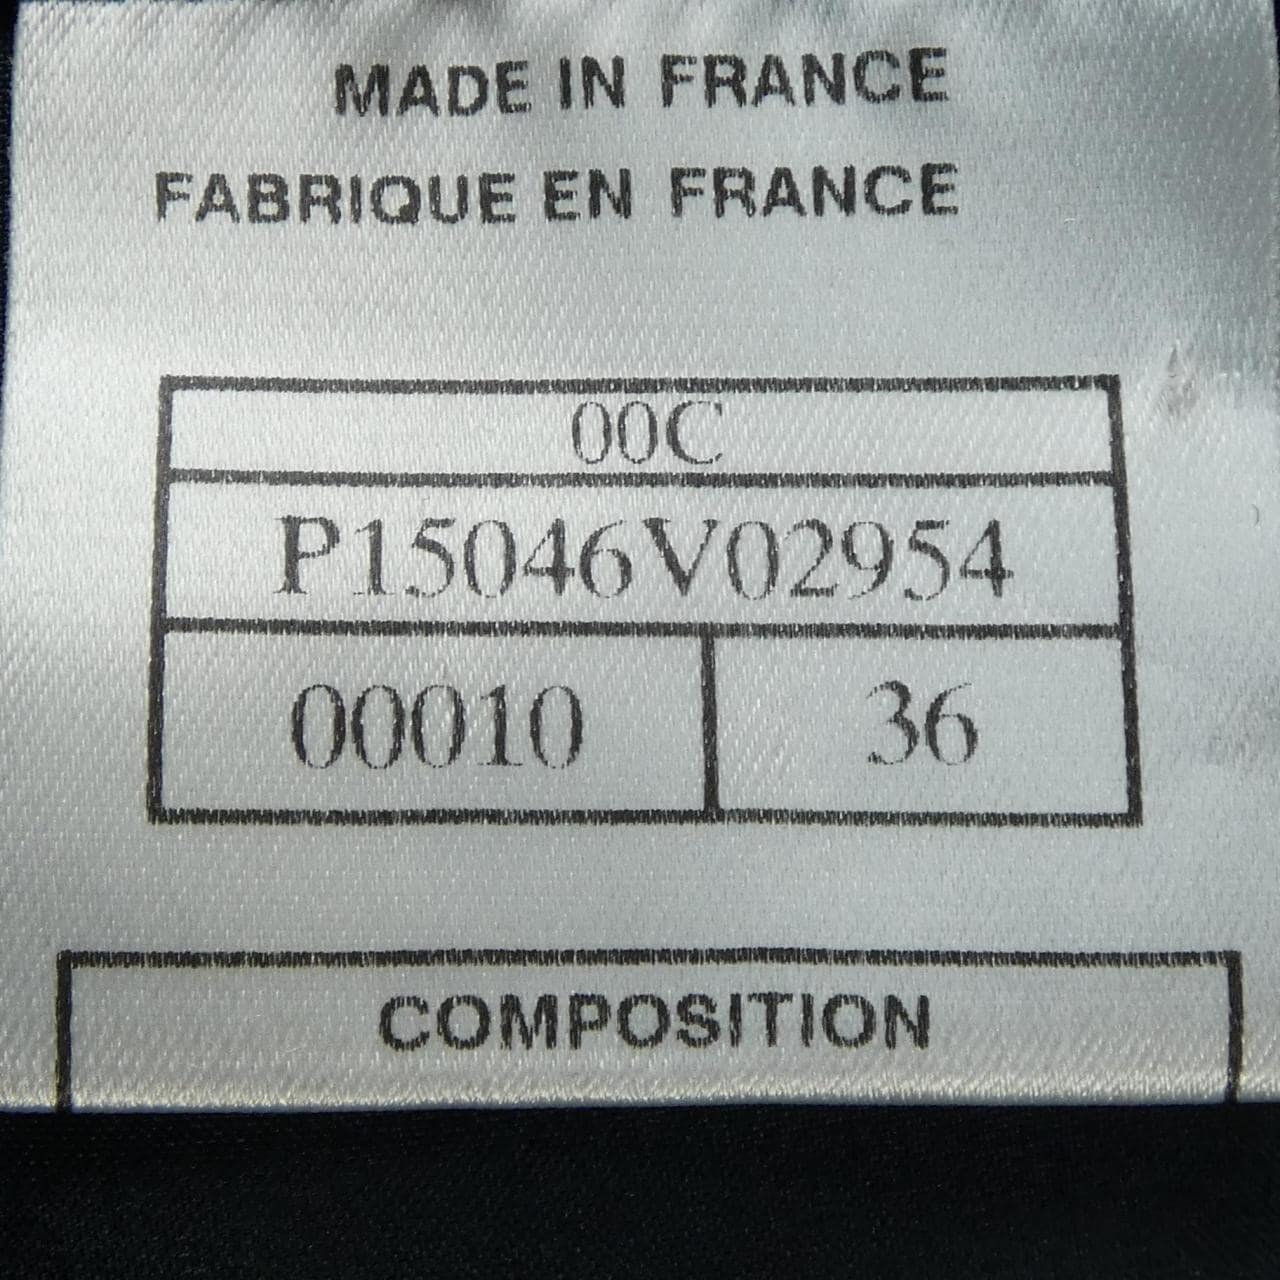 MADE IN FRANCE
FABRIQUE EN FRANCE
00C
P15046V02954
00010 36
COMPOSITION